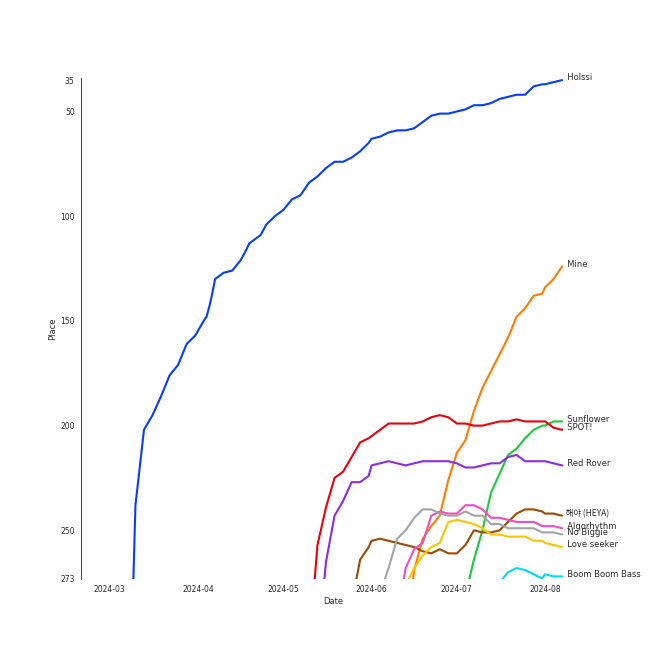 35
Holssi
50
100
Mine
150
Place
200
Sunflower
SPOT!
Red Rover
해야 (HEYA)
Algorhythm
250
No Biggie
Love seeker
Boom Boom Bass
273
2024-03
2024-04
2024-05
2024-06
2024-07
2024-08
Date